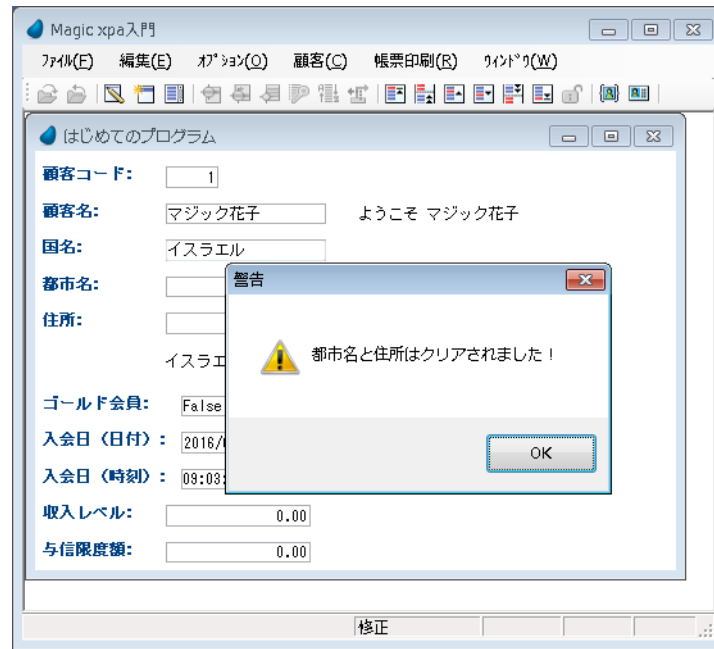 Magic xpa入門
ファイル(F) 編集(E) オプション(O) 顧客(C) 帳票印刷(R) ウィンドウ(W)
はじめてのプログラム
顧客コード: 1
顧客名: マジック花子 ようこそ マジック花子
国名: イスラエル
都市名:
住所:
イスラエ
警告
都市名と住所はクリアされました！
OK
ゴールド会員: False
入会日（日付）: 2016/
入会日（時刻）: 09:03:
収入レベル: 0.00
与信限度額: 0.00
修正